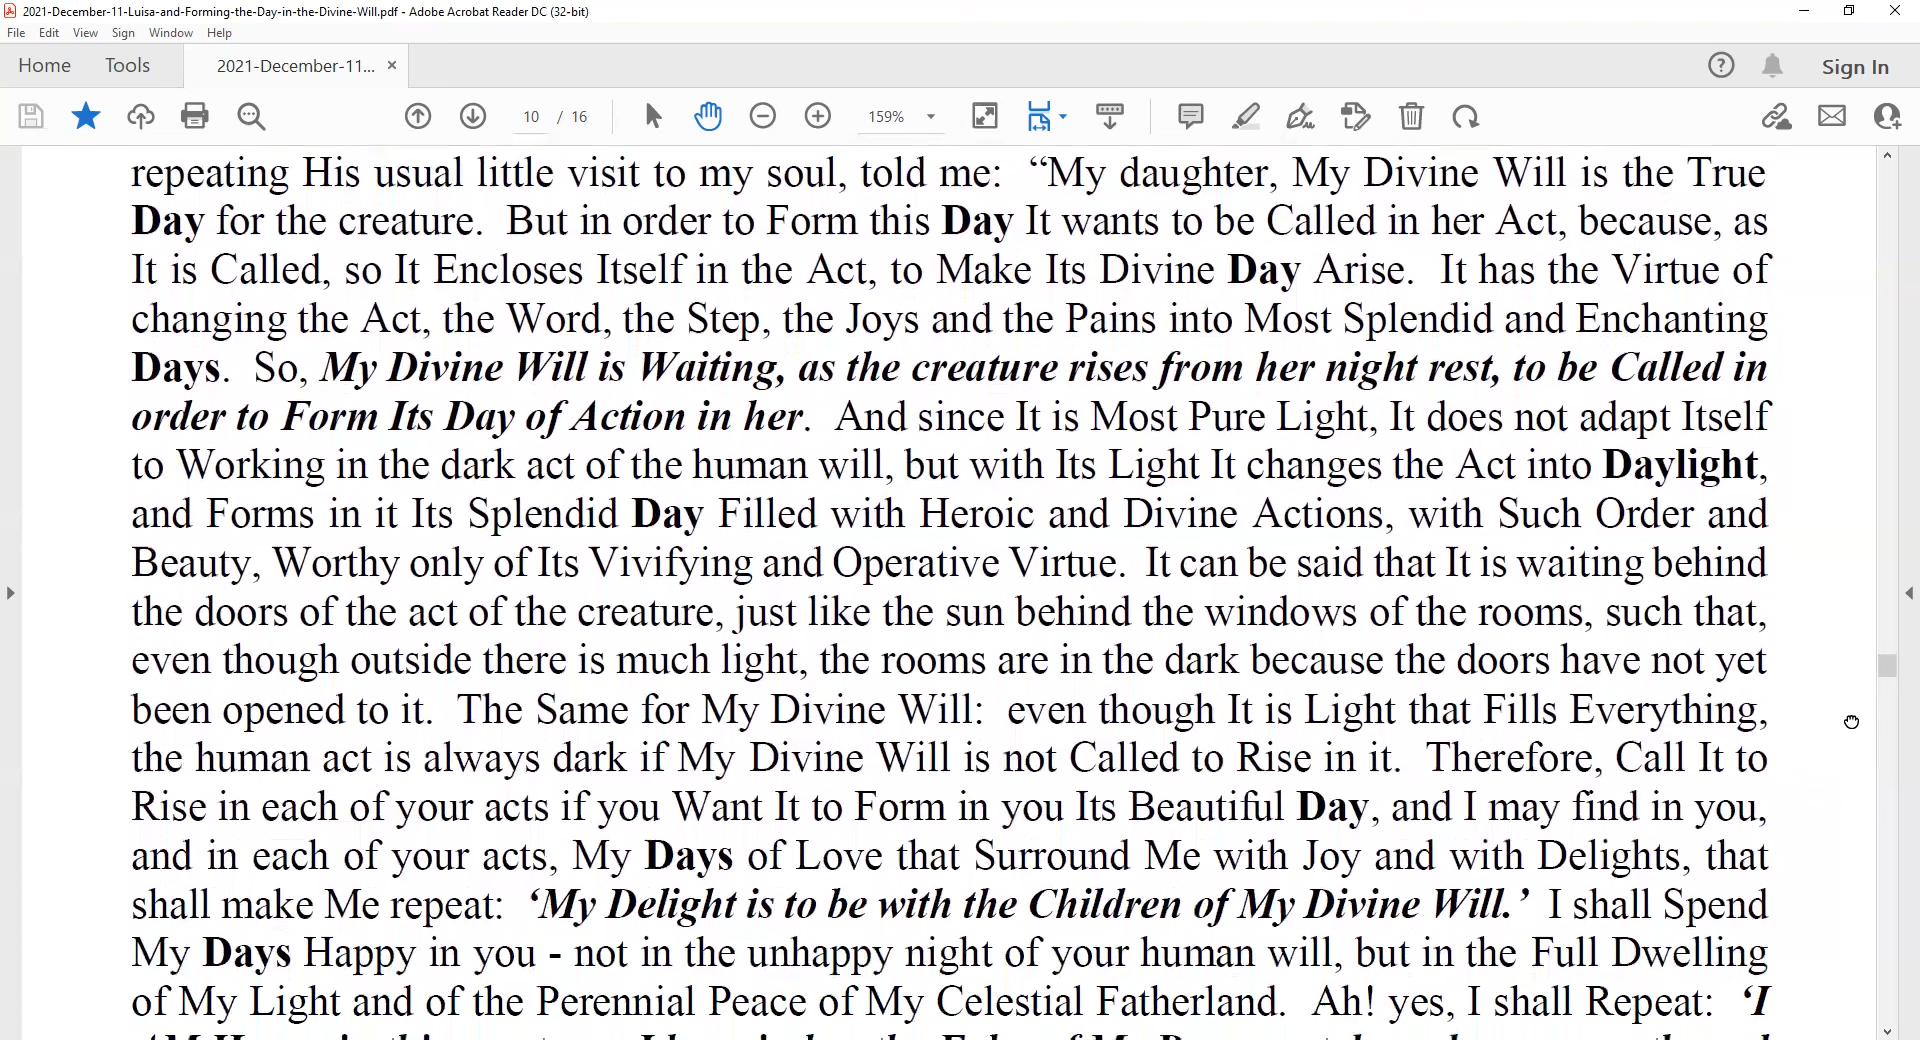 2021-December-11-Luisa-and-Forming-the-Day-in-the-Divine-Will.pdf - Adobe Acrobat Reader DC (32-bit)
File Edit View Sign Window Help
Home Tools 2021-December-11... × Sign In
10 / 16 159%
repeating His usual little visit to my soul, told me: “My daughter, My Divine Will is the True
Day for the creature. But in order to Form this Day It wants to be Called in her Act, because, as
It is Called, so It Encloses Itself in the Act, to Make Its Divine Day Arise. It has the Virtue of
changing the Act, the Word, the Step, the Joys and the Pains into Most Splendid and Enchanting
Days. So, My Divine Will is Waiting, as the creature rises from her night rest, to be Called in
order to Form Its Day of Action in her. And since It is Most Pure Light, It does not adapt Itself
to Working in the dark act of the human will, but with Its Light It changes the Act into Daylight,
and Forms in it Its Splendid Day Filled with Heroic and Divine Actions, with Such Order and
Beauty, Worthy only of Its Vivifying and Operative Virtue. It can be said that It is waiting behind
the doors of the act of the creature, just like the sun behind the windows of the rooms, such that,
even though outside there is much light, the rooms are in the dark because the doors have not yet
been opened to it. The Same for My Divine Will: even though It is Light that Fills Everything,
the human act is always dark if My Divine Will is not Called to Rise in it. Therefore, Call It to
Rise in each of your acts if you Want It to Form in you Its Beautiful Day, and I may find in you,
and in each of your acts, My Days of Love that Surround Me with Joy and with Delights, that
shall make Me repeat: ‘My Delight is to be with the Children of My Divine Will.’ I shall Spend
My Days Happy in you - not in the unhappy night of your human will, but in the Full Dwelling
of My Light and of the Perennial Peace of My Celestial Fatherland. Ah! yes, I shall Repeat: ‘I